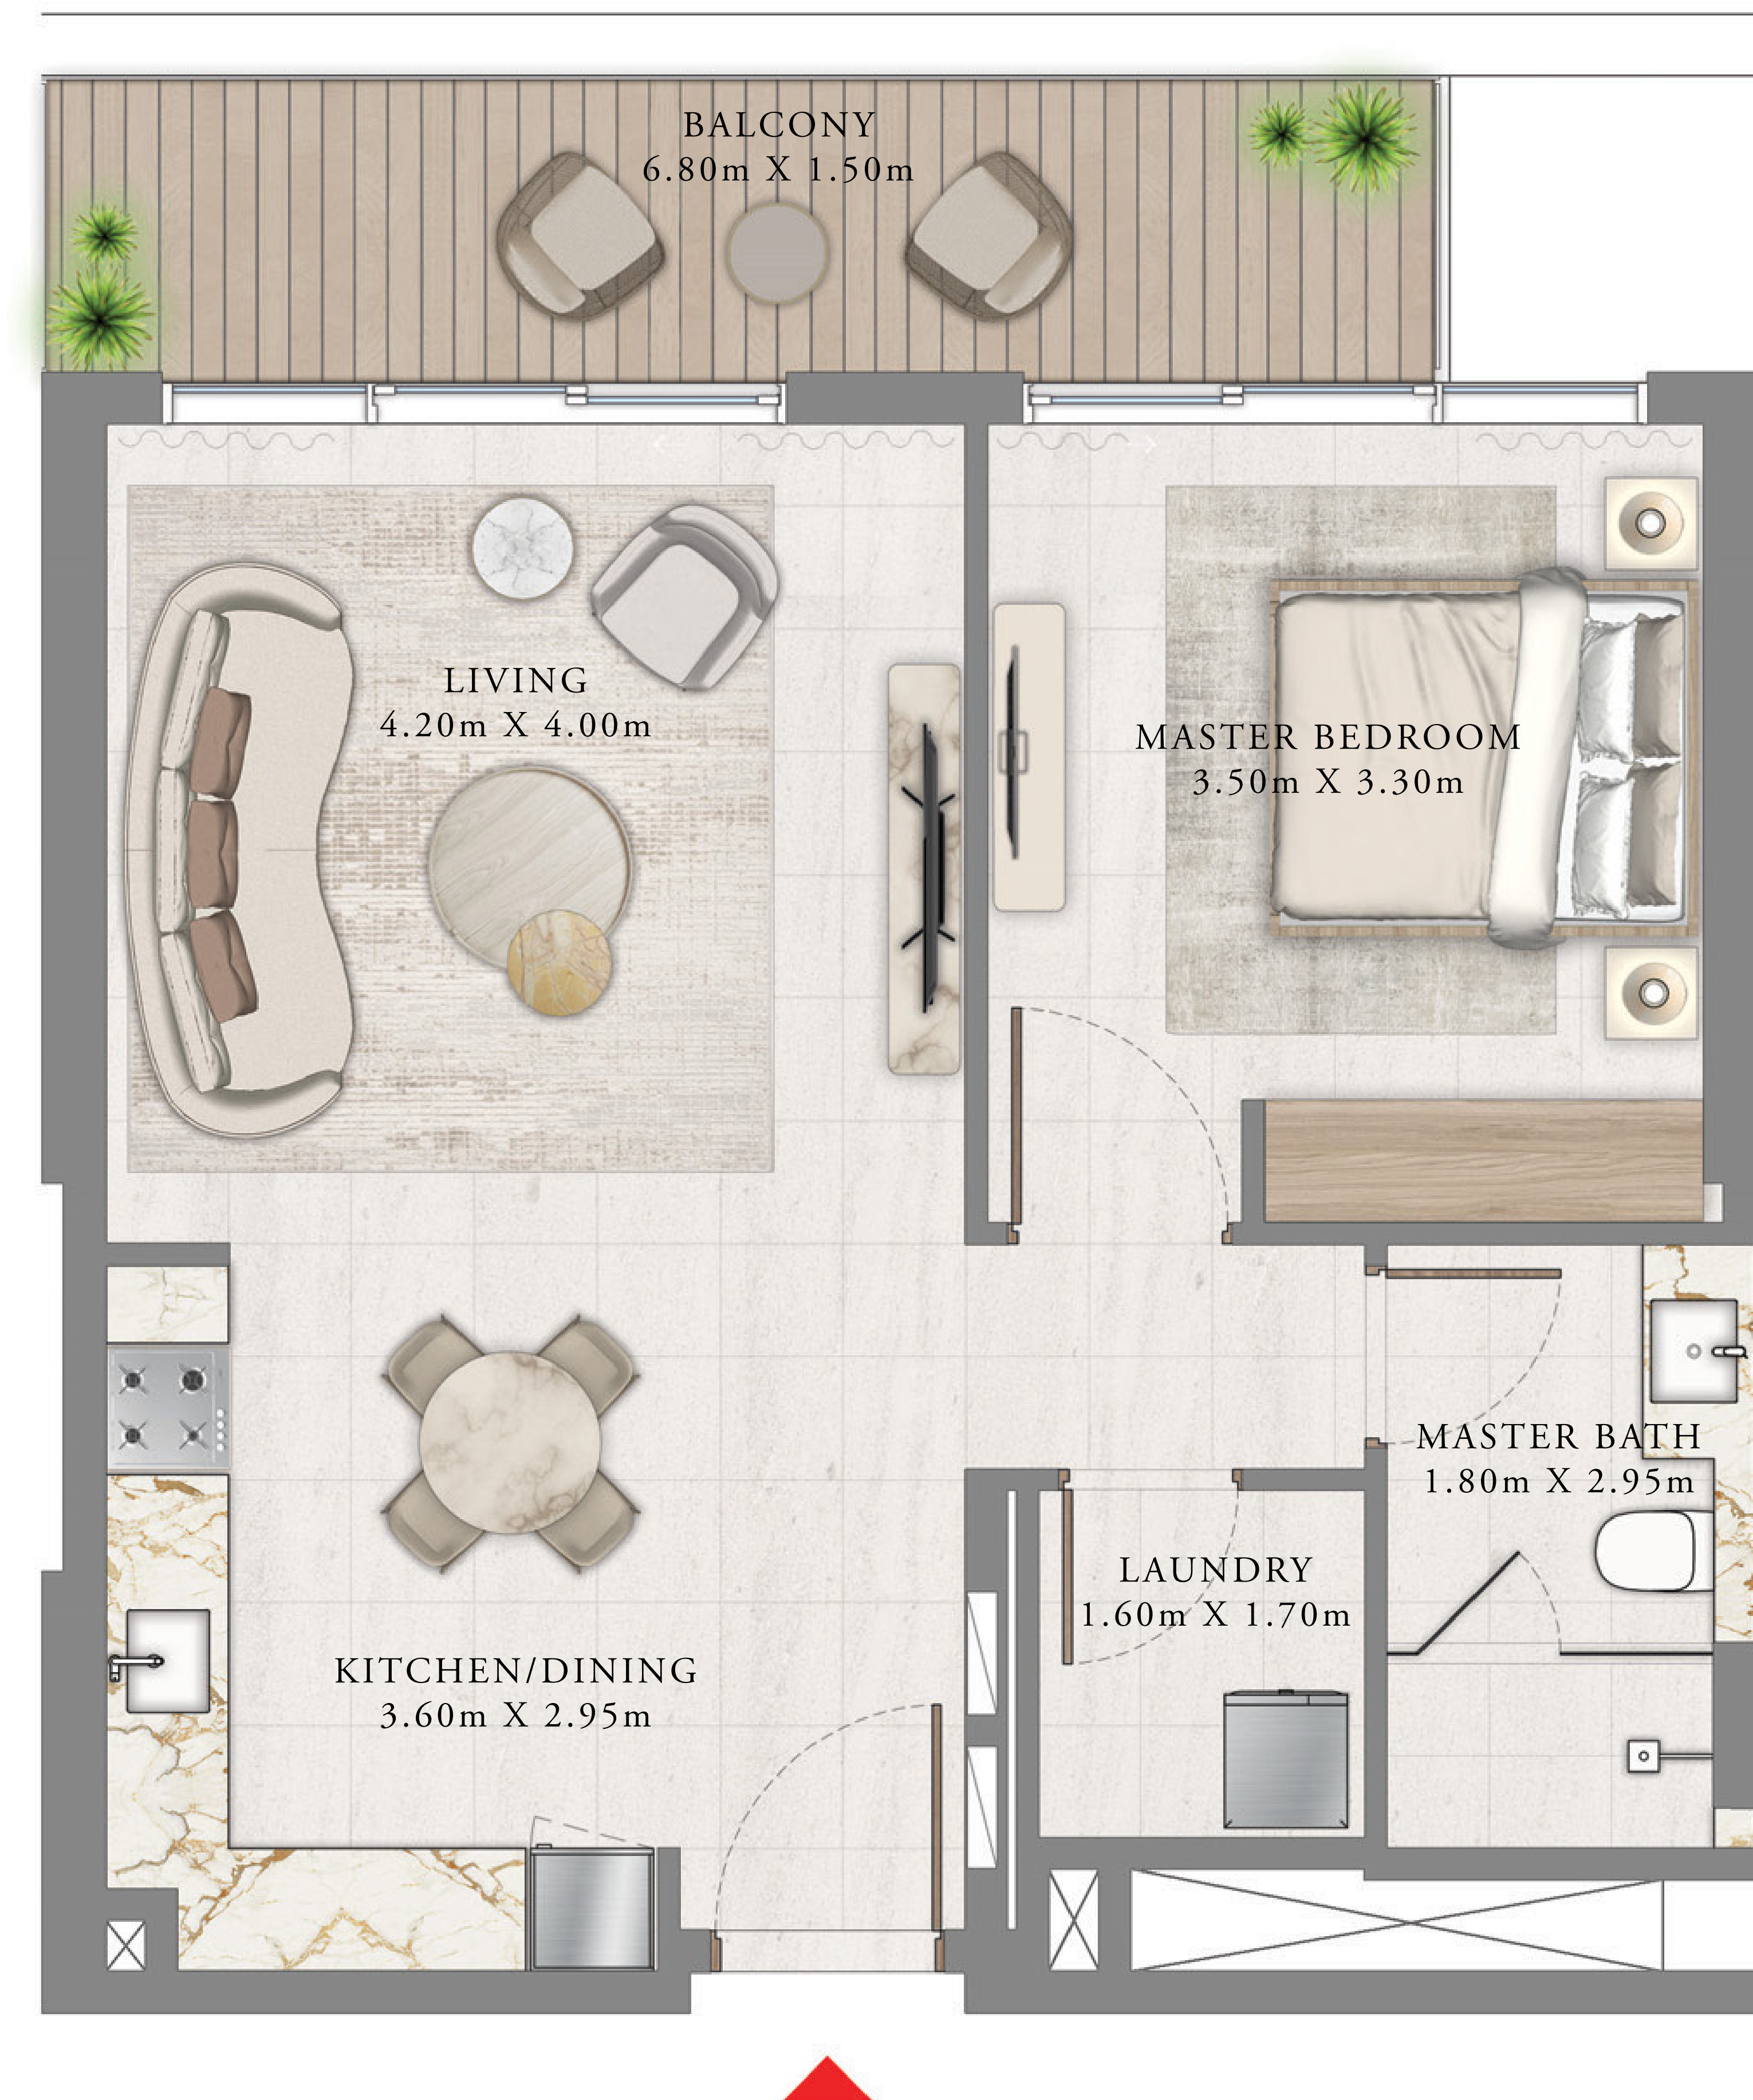 BALCONY
6.80m X 1.50m
LIVING
4.20m X 4.00m
MASTER BEDROOM
3.50m X 3.30m
MASTER BATH
1.80m X 2.95m
LAUNDRY
1.60m X 1.70m
KITCHEN/DINING
3.60m X 2.95m